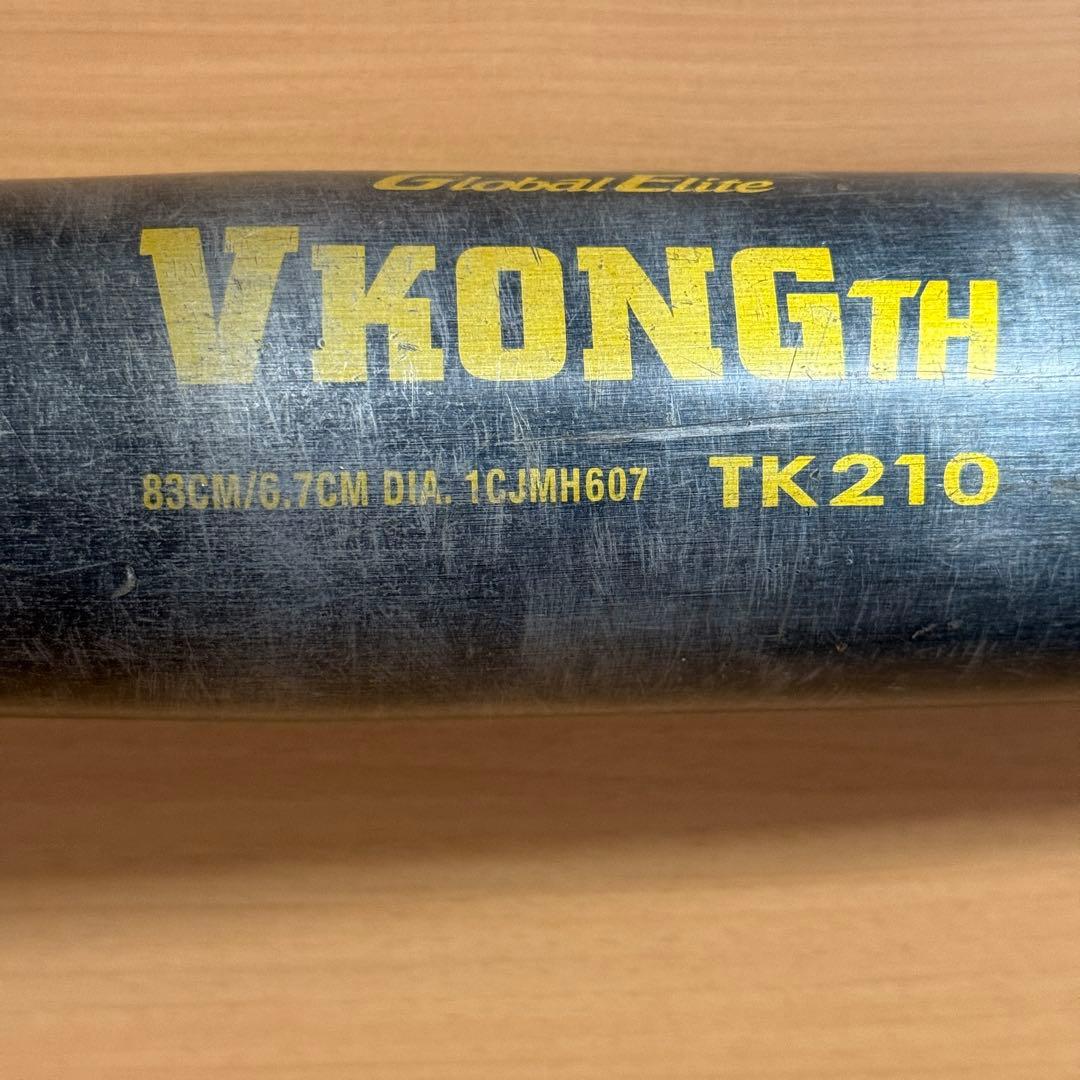 Global Elite
VKONGTH
83CM/6.7CM DIA. 1CJMH607 TK210